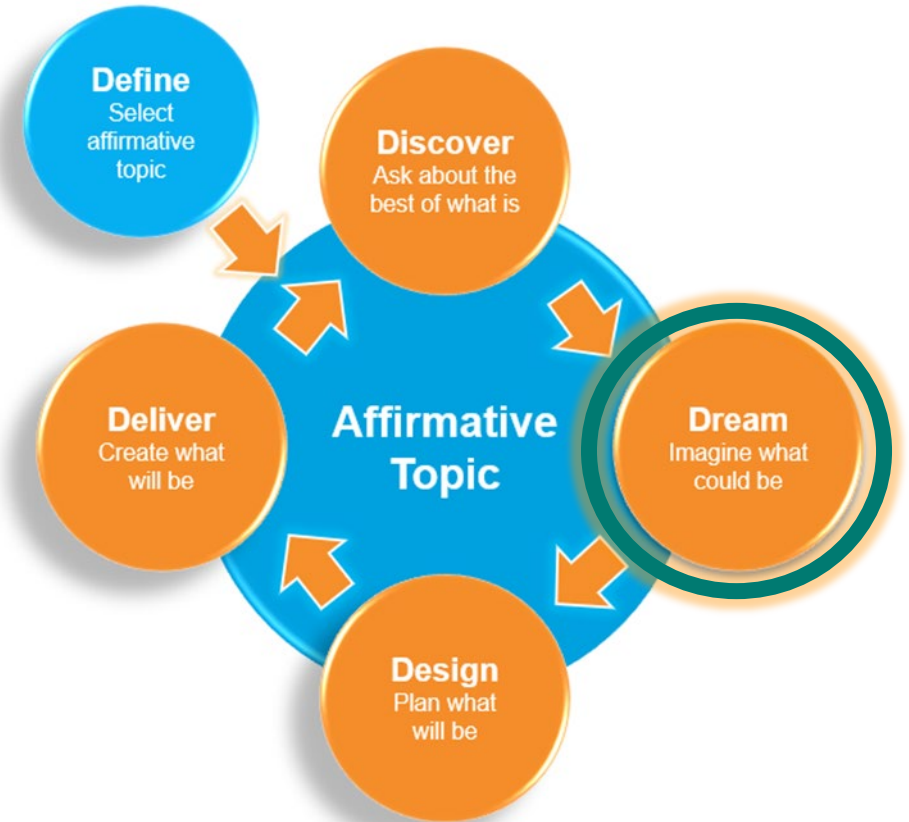 Define
Select
affirmative
topic
Discover
Ask about the
best of what is
Dream
Imagine what
could be
Affirmative
Topic
Deliver
Create what
will be
Design
Plan what
will be